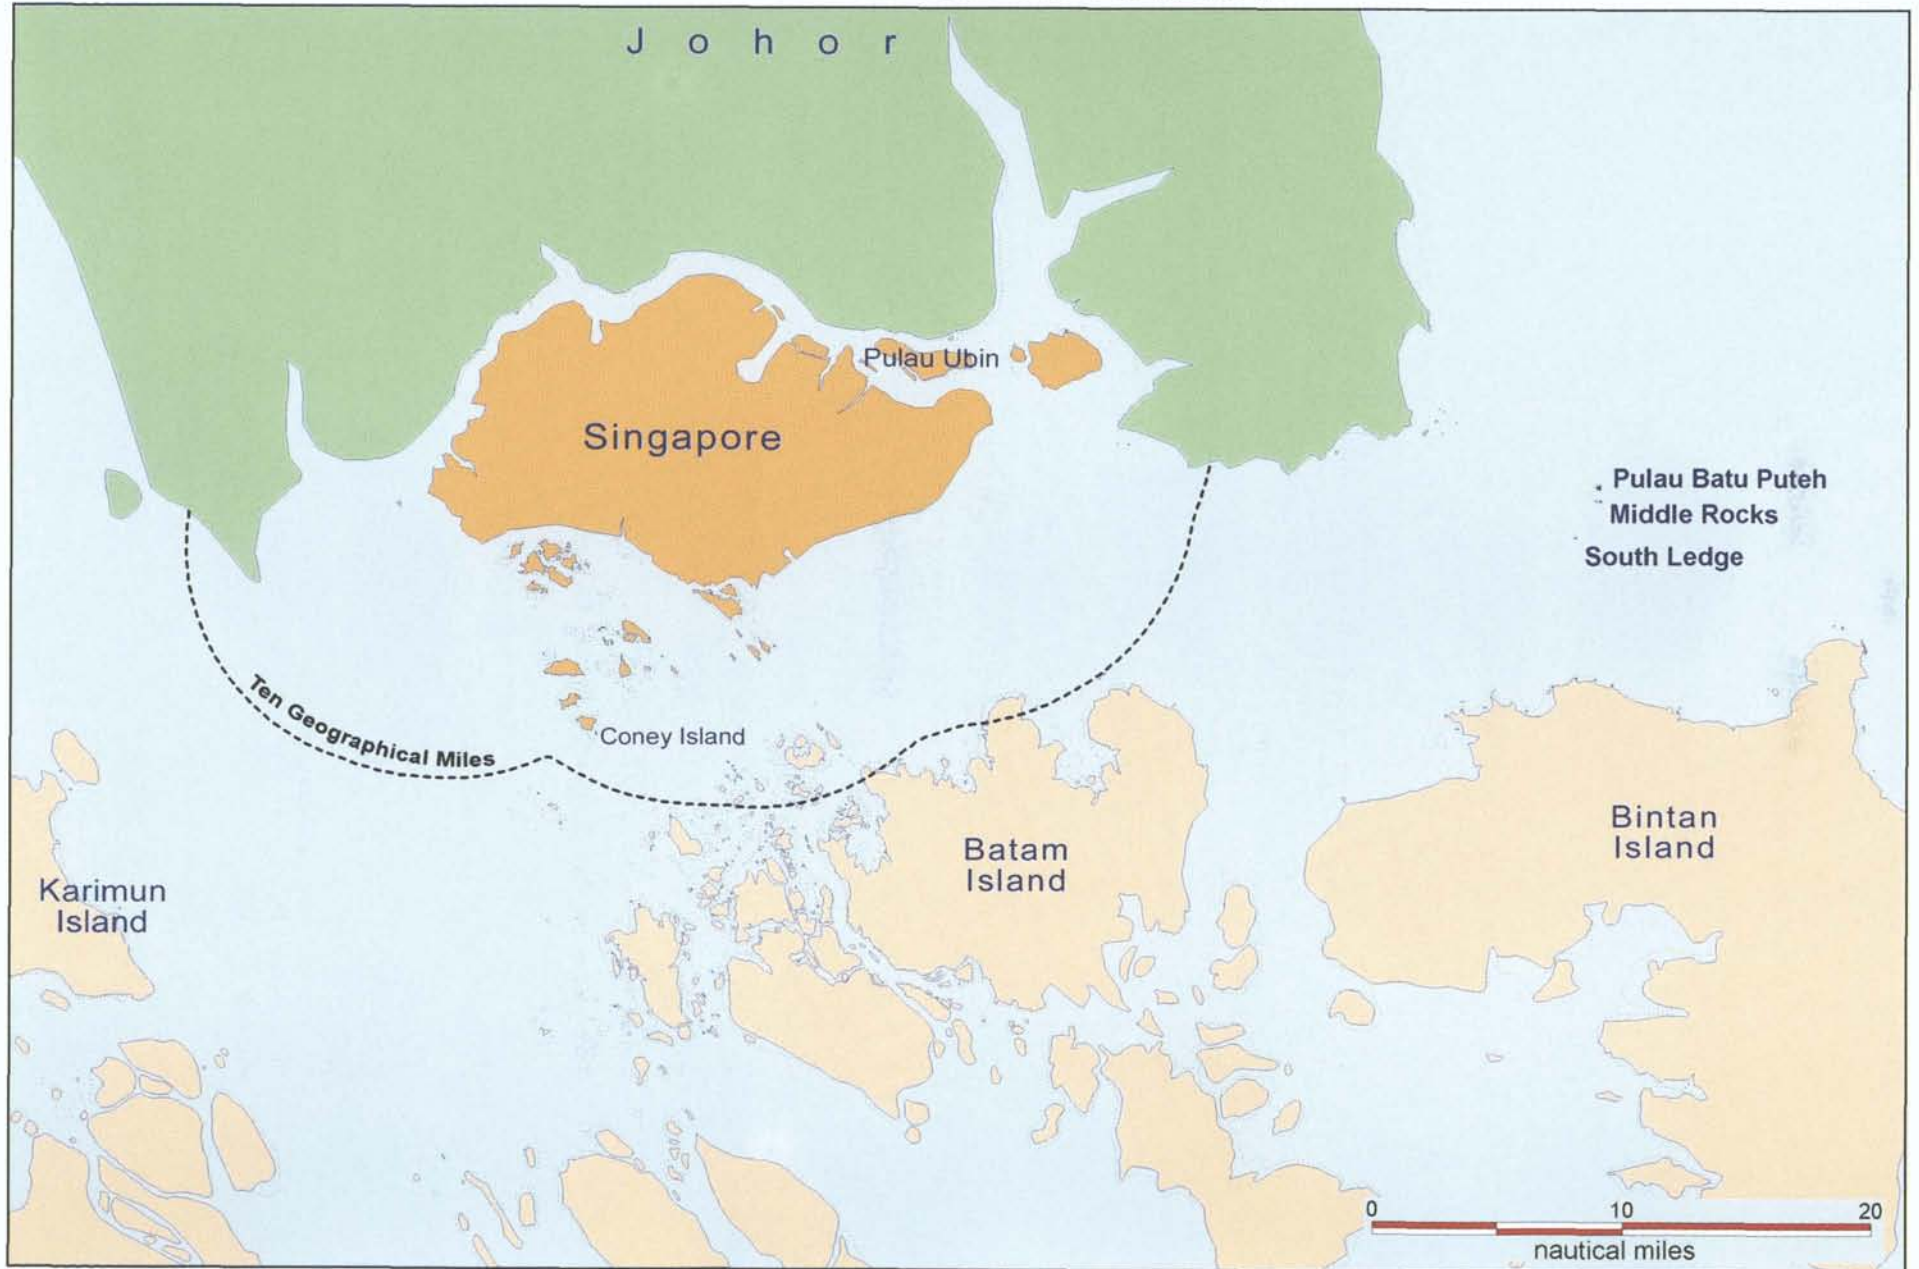 J o h o r
Pulau Ubin
Singapore
Pulau Batu Puteh
Middle Rocks
South Ledge
Ten Geographical Miles
Coney Island
Batam
Island
Bintan
Island
Karimun
Island
0 10 20
nautical miles